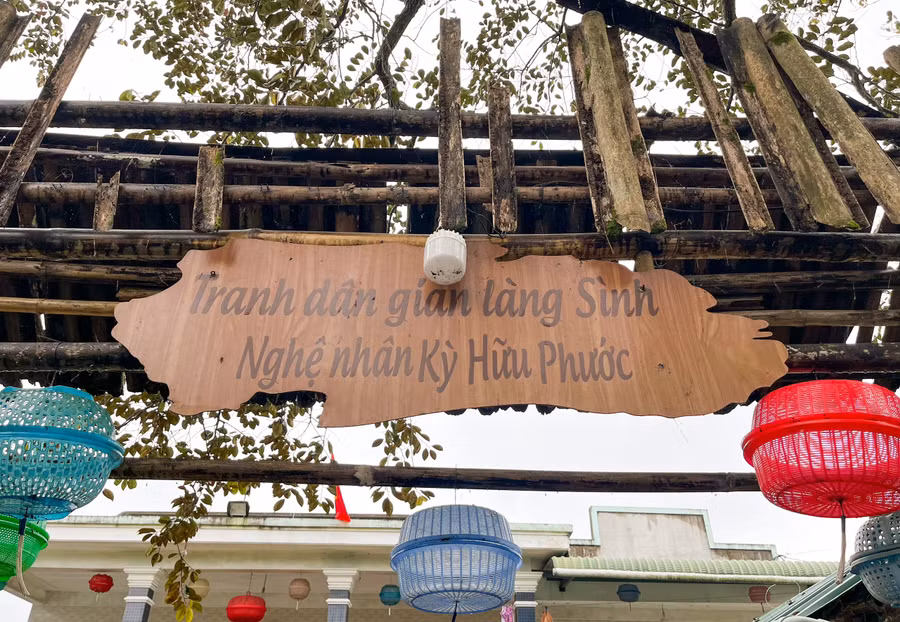 Tranh dân gian làng Sình
Nghệ nhân Kỳ Hữu Phước